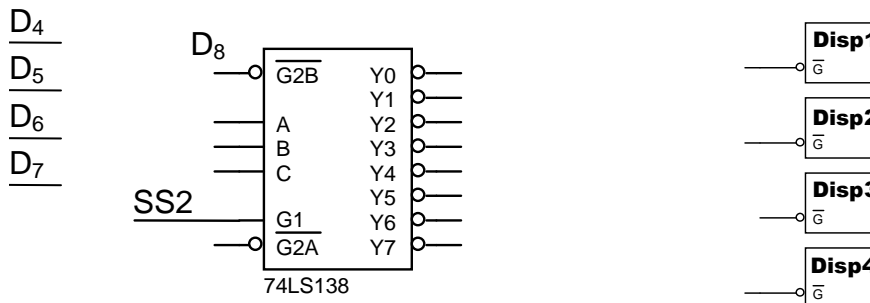 D₄
D₅
D₆
D₇
D₈
G2B
A
B
C
SS2
G1
G2A
Y0
Y1
Y2
Y3
Y4
Y5
Y6
Y7
74LS138
Disp1
G
Disp2
G
Disp3
G
Disp4
G